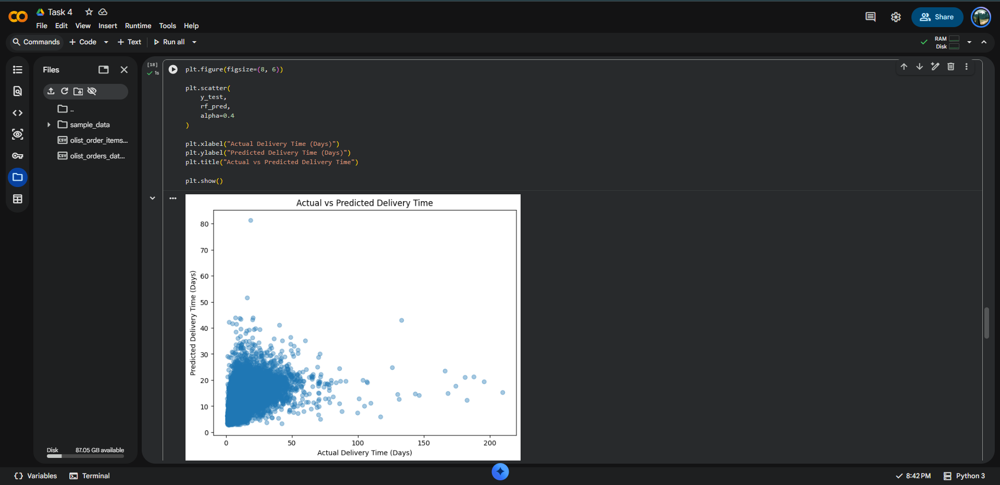 Task 4
File Edit View Insert Runtime Tools Help
Share
Commands + Code + Text Run all
RAM
Disk
Files
..
sample_data
olist_order_items...
olist_orders_dat...
Disk 87.05 GB available
[18]
1s
plt.figure(figsize=(8, 6))
plt.scatter(
y_test,
rf_pred,
alpha=0.4
)
plt.xlabel("Actual Delivery Time (Days)")
plt.ylabel("Predicted Delivery Time (Days)")
plt.title("Actual vs Predicted Delivery Time")
plt.show()
Actual vs Predicted Delivery Time
Predicted Delivery Time (Days)
80
70
60
50
40
30
20
10
0
0 50 100 150 200
Actual Delivery Time (Days)
{} Variables Terminal
8:42 PM Python 3